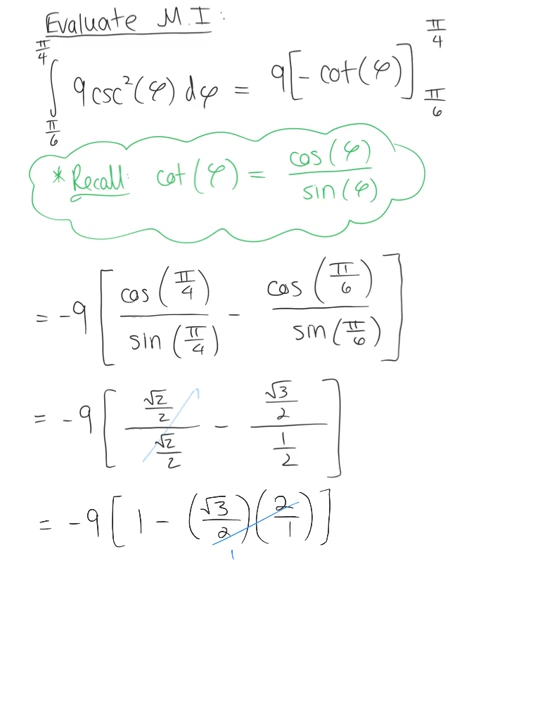 Evaluate M.I:
∫_{π/6}^{π/4} 9csc²(φ)dφ = 9[-cot(φ)]_{π/6}^{π/4}
*Recall: cot(φ) = cos(φ)/sin(φ)
= -9[cos(π/4)/sin(π/4) - cos(π/6)/sin(π/6)]
= -9[(√2/2)/(√2/2) - (√3/2)/(1/2)]
= -9[1 - (√3/2)(2/1)]
1